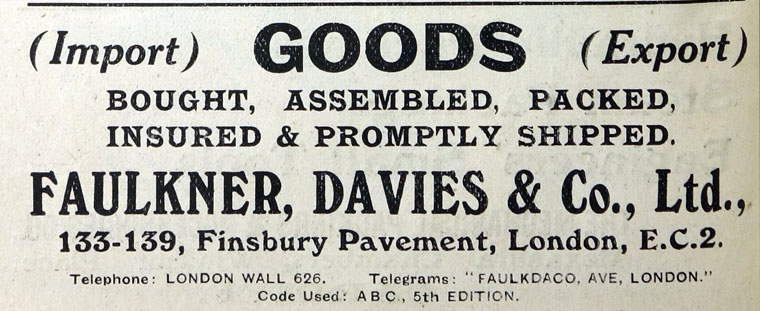 (Import) GOODS (Export)
BOUGHT, ASSEMBLED, PACKED,
INSURED & PROMPTLY SHIPPED.
FAULKNER, DAVIES & Co., Ltd.,
133-139, Finsbury Pavement, London, E.C.2.
Telephone: LONDON WALL 626. Telegrams: "FAULKDACO, AVE, LONDON."
Code Used: A B C, 5th EDITION.